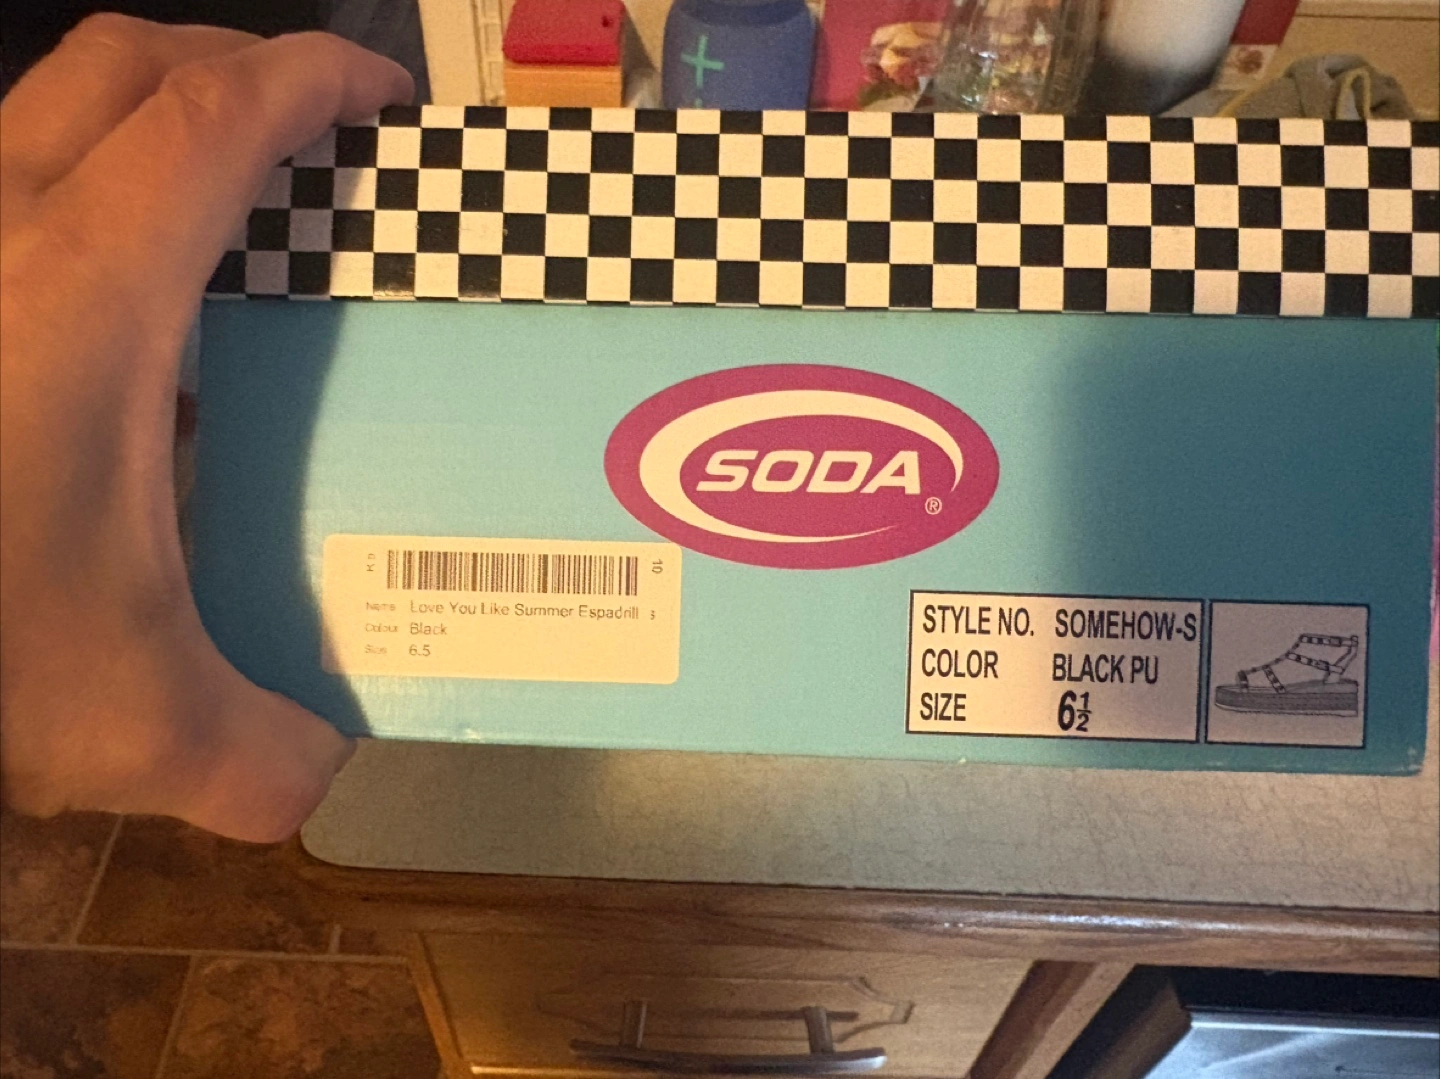 SODA
®
10
Name Love You Like Summer Espadrill s
Colour Black
Size 6.5
STYLE NO. SOMEHOW-S
COLOR BLACK PU
SIZE 6½